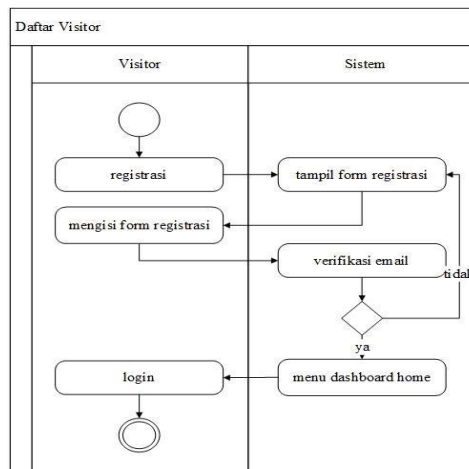 Daftar Visitor
Visitor
Sistem
registrasi
tampil form registrasi
mengisi form registrasi
verifikasi email
tidak
ya
login
menu dashboard home